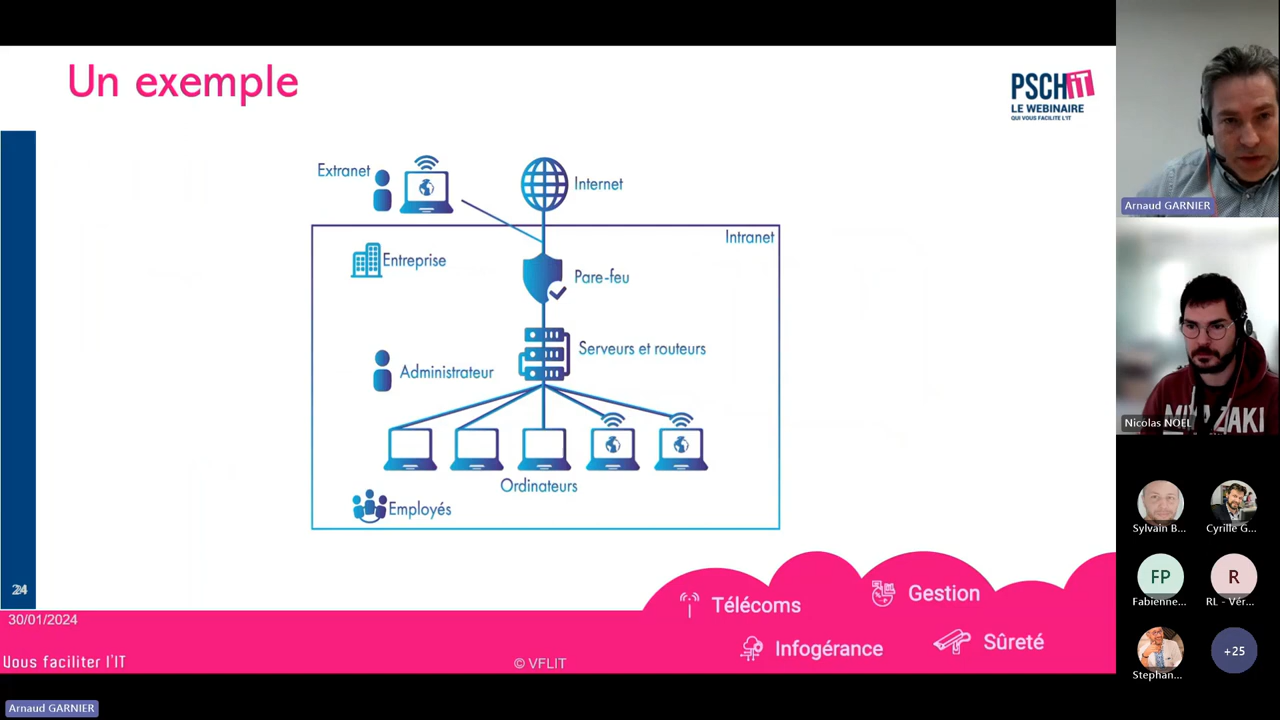 Un exemple
PSCHIT
LE WEBINAIRE
QUI VOUS FACILITE L'IT
Extranet
Internet
Intranet
Entreprise
Pare-feu
Serveurs et routeurs
Administrateur
Ordinateurs
Employés
24
30/01/2024
Vous faciliter l'IT
© VFLIT
Télécoms
Gestion
Infogérance
Sûreté
Arnaud GARNIER
Nicolas NOEL
Sylvain B...
Cyrille G...
FP
Fabienne...
R
RL - Vér...
Stephan...
+25
Arnaud GARNIER